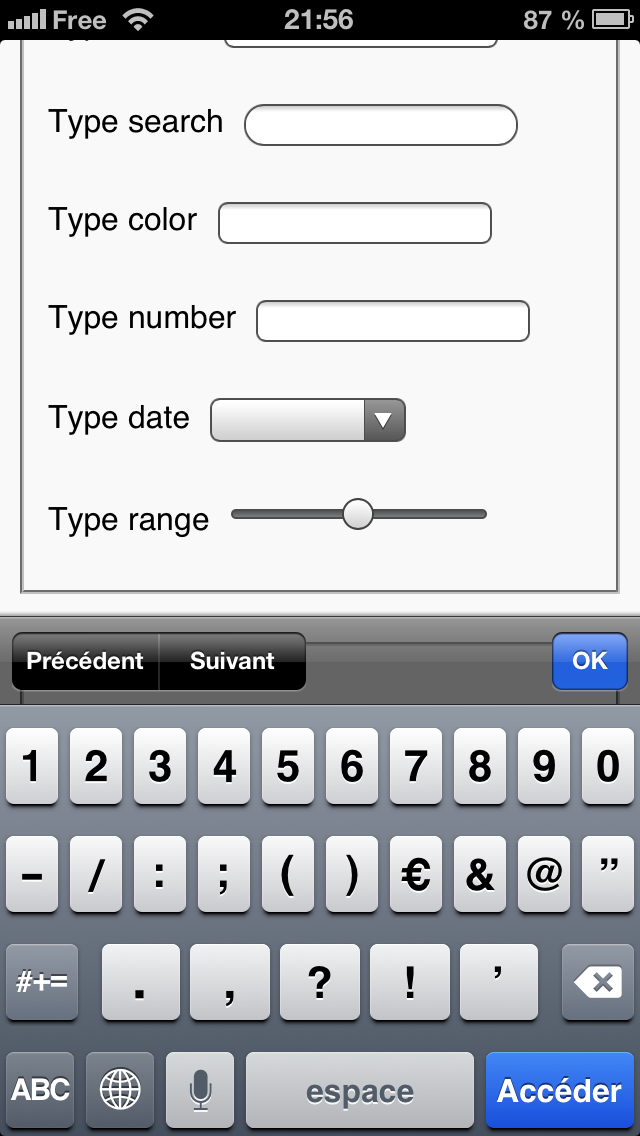 Free 21:56 87 %
Type search
Type color
Type number
Type date
Type range
Précédent Suivant OK
1 2 3 4 5 6 7 8 9 0
- / : ; ( ) € & @ ”
#+= . , ? ! ’
ABC espace Accéder